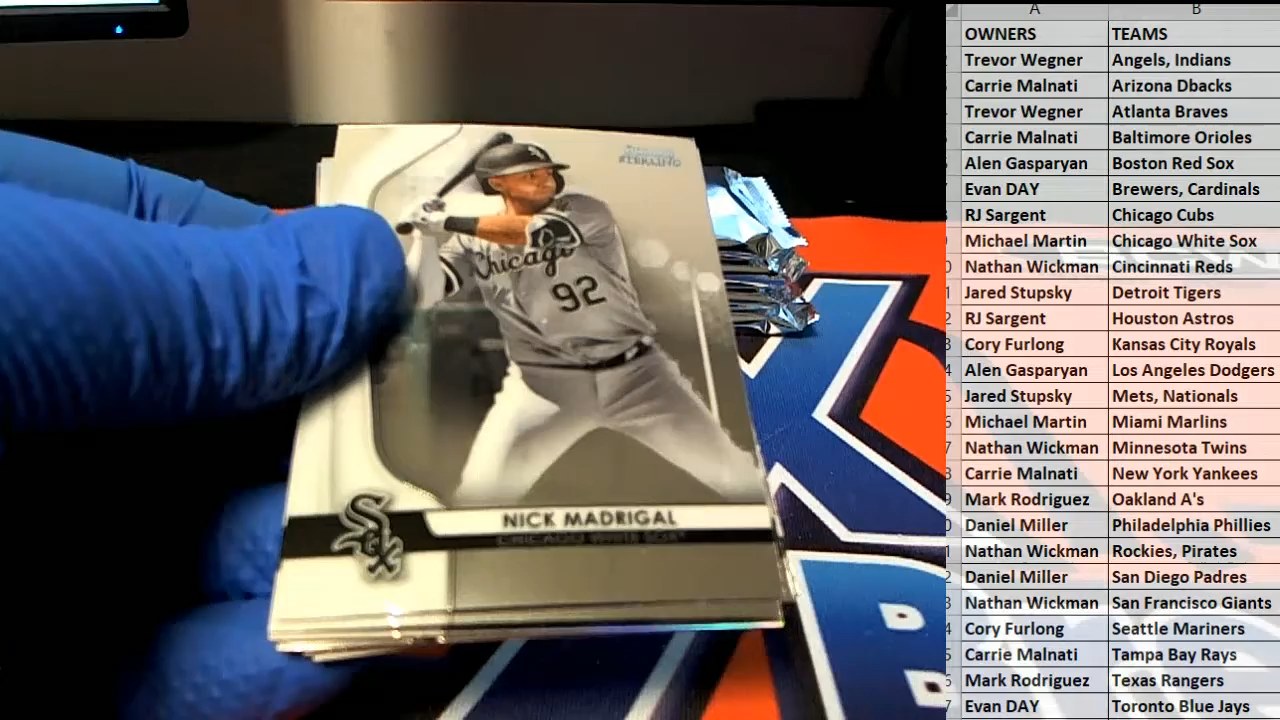 STERLING
Chicago
92
NICK MADRIGAL
CHICAGO WHITE SOX
Sox
A B
OWNERS TEAMS
Trevor Wegner Angels, Indians
Carrie Malnati Arizona Dbacks
Trevor Wegner Atlanta Braves
Carrie Malnati Baltimore Orioles
Alen Gasparyan Boston Red Sox
Evan DAY Brewers, Cardinals
RJ Sargent Chicago Cubs
Michael Martin Chicago White Sox
Nathan Wickman Cincinnati Reds
Jared Stupsky Detroit Tigers
RJ Sargent Houston Astros
Cory Furlong Kansas City Royals
Alen Gasparyan Los Angeles Dodgers
Jared Stupsky Mets, Nationals
Michael Martin Miami Marlins
Nathan Wickman Minnesota Twins
Carrie Malnati New York Yankees
Mark Rodriguez Oakland A's
Daniel Miller Philadelphia Phillies
Nathan Wickman Rockies, Pirates
Daniel Miller San Diego Padres
Nathan Wickman San Francisco Giants
Cory Furlong Seattle Mariners
Carrie Malnati Tampa Bay Rays
Mark Rodriguez Texas Rangers
Evan DAY Toronto Blue Jays